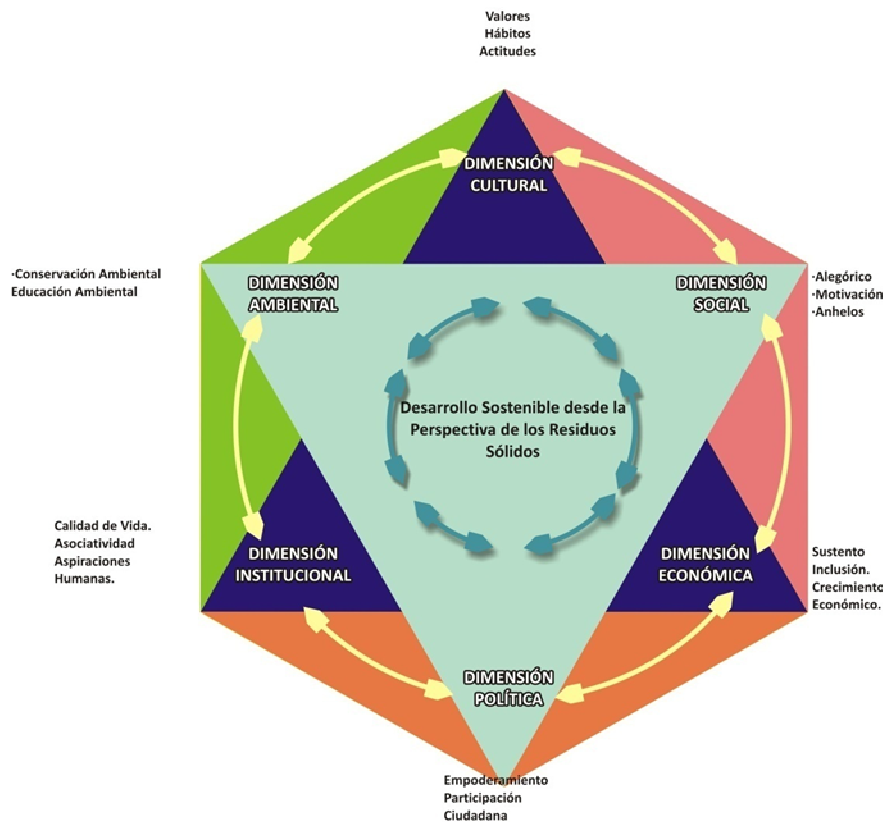 Valores
Hábitos
Actitudes
DIMENSIÓN
CULTURAL
·Conservación Ambiental
Educación Ambiental
DIMENSIÓN
AMBIENTAL
DIMENSIÓN
SOCIAL
·Alegórico
·Motivación
·Anhelos
Desarrollo Sostenible desde la
Perspectiva de los Residuos
Sólidos
Calidad de Vida.
Asociatividad
Aspiraciones
Humanas.
DIMENSIÓN
INSTITUCIONAL
DIMENSIÓN
ECONÓMICA
Sustento
Inclusión.
Crecimiento
Económico.
DIMENSIÓN
POLÍTICA
Empoderamiento
Participación
Ciudadana